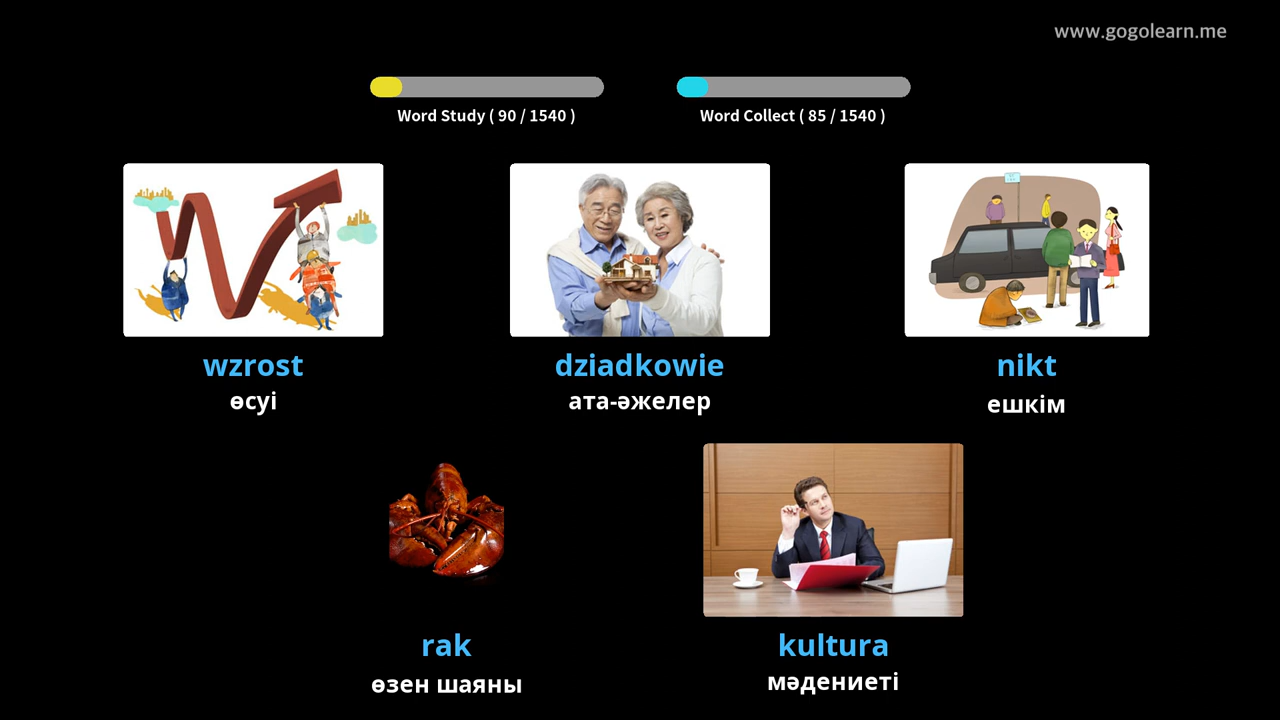 www.gogolearn.me
Word Study ( 90 / 1540 )
Word Collect ( 85 / 1540 )
wzrost
өсуі
dziadkowie
ата-әжелер
nikt
ешкім
rak
өзен шаяны
kultura
мәдениеті